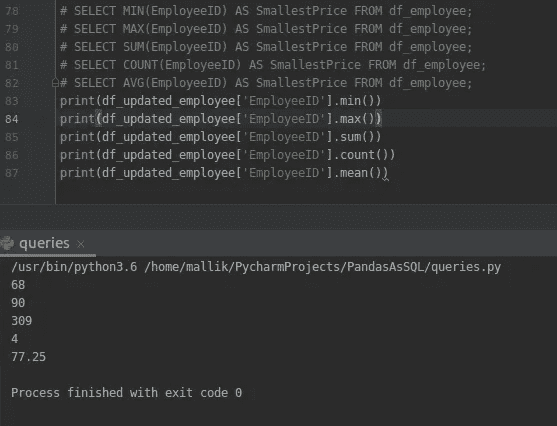 78 # SELECT MIN(EmployeeID) AS SmallestPrice FROM df_employee;
79 # SELECT MAX(EmployeeID) AS SmallestPrice FROM df_employee;
80 # SELECT SUM(EmployeeID) AS SmallestPrice FROM df_employee;
81 # SELECT COUNT(EmployeeID) AS SmallestPrice FROM df_employee;
82 # SELECT AVG(EmployeeID) AS SmallestPrice FROM df_employee;
83 print(df_updated_employee['EmployeeID'].min())
84 print(df_updated_employee['EmployeeID'].max())
85 print(df_updated_employee['EmployeeID'].sum())
86 print(df_updated_employee['EmployeeID'].count())
87 print(df_updated_employee['EmployeeID'].mean())
queries ×
/usr/bin/python3.6 /home/mallik/PycharmProjects/PandasAsSQL/queries.py
68
90
309
4
77.25
Process finished with exit code 0